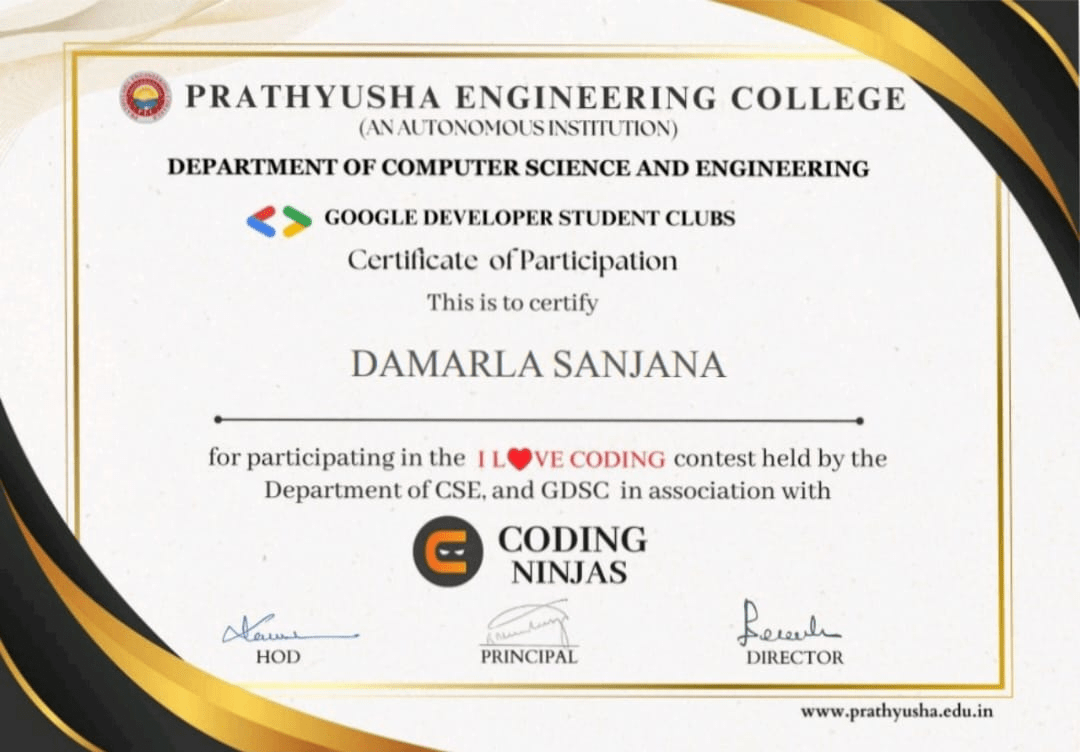 PRATHYUSHA ENGINEERING COLLEGE
(AN AUTONOMOUS INSTITUTION)
DEPARTMENT OF COMPUTER SCIENCE AND ENGINEERING
GOOGLE DEVELOPER STUDENT CLUBS
Certificate of Participation
This is to certify
DAMARLA SANJANA
for participating in the I L❤VE CODING contest held by the
Department of CSE, and GDSC in association with
CODING
NINJAS
HOD PRINCIPAL DIRECTOR
www.prathyusha.edu.in